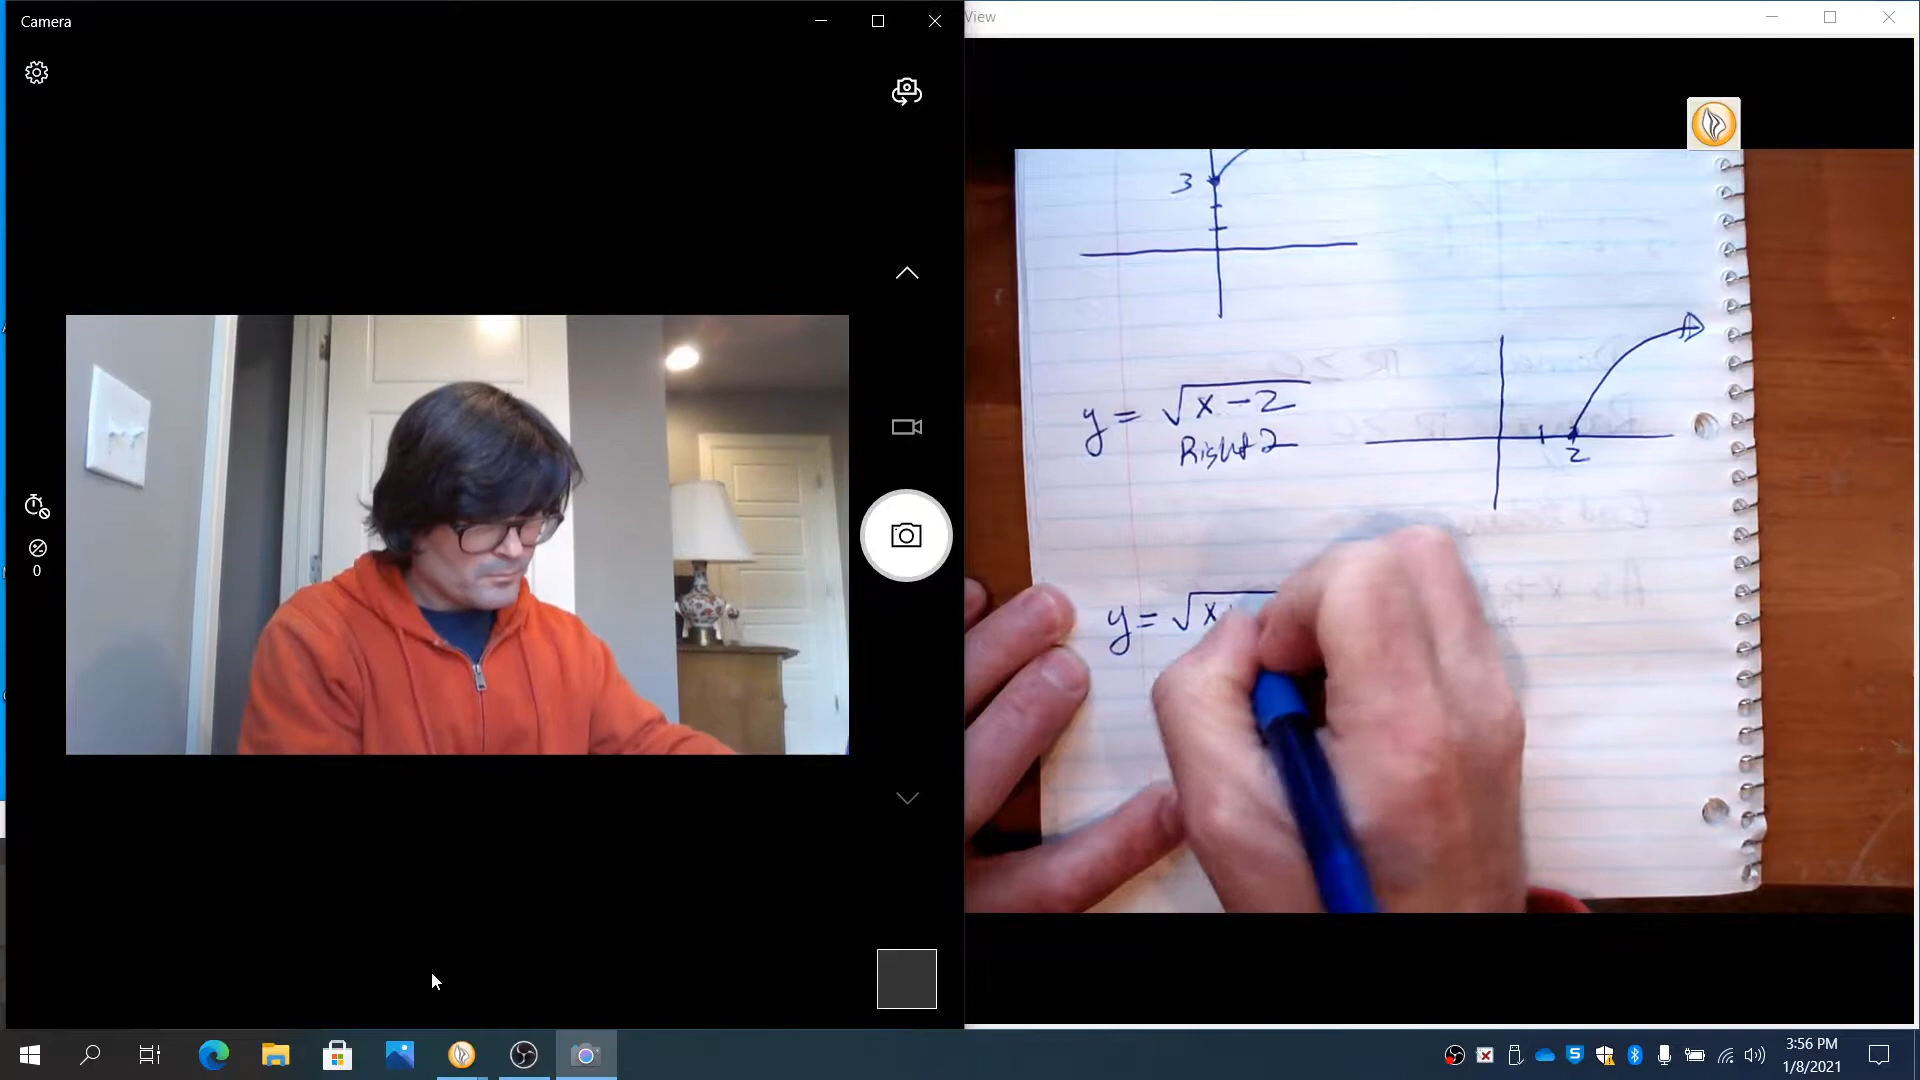 Camera
View
0
3
y = √x - 2
Right 2
1
2
y = √x
3:56 PM
1/8/2021